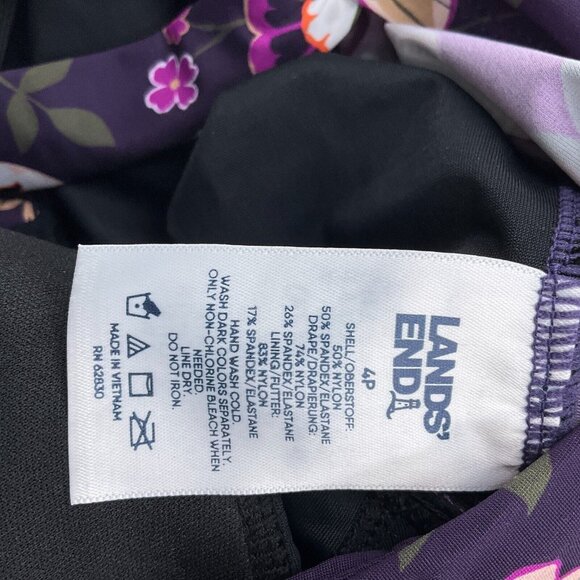 LANDS'
END
4P
SHELL/OBERSTOFF:
50% NYLON
50% SPANDEX/ELASTANE
DRAPE/DRAPIERUNG:
74% NYLON
26% SPANDEX/ELASTANE
LINING/FUTTER:
83% NYLON
17% SPANDEX/ELASTANE
HAND WASH COLD.
WASH DARK COLORS SEPARATELY.
ONLY NON-CHLORINE BLEACH WHEN
NEEDED.
LINE DRY.
DO NOT IRON.
MADE IN VIETNAM
RN 62830